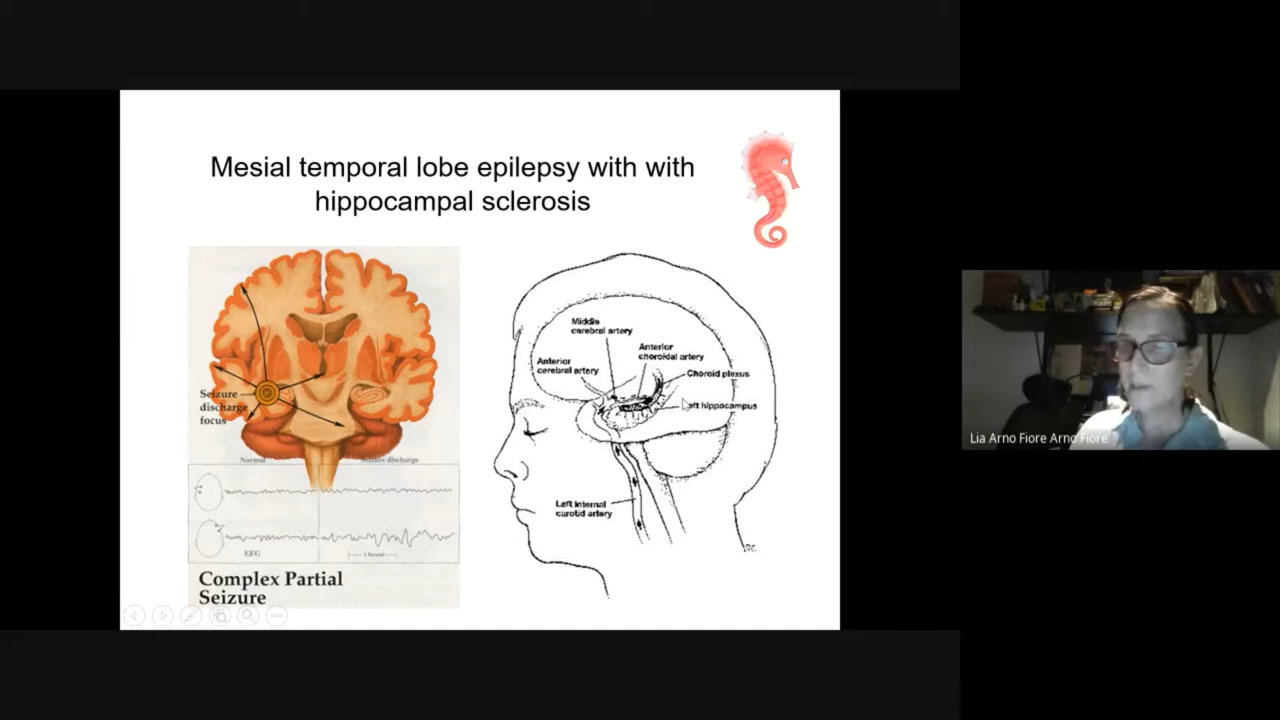 Mesial temporal lobe epilepsy with with
hippocampal sclerosis
Seizure
discharge
focus
Normal
Seizure discharge
EEG
1 Second
Complex Partial
Seizure
Middle
cerebral artery
Anterior
choroidal artery
Anterior
cerebral artery
Choroid plexus
Left hippocampus
Left internal
carotid artery
Lia Arno Fiore Arno Fiore